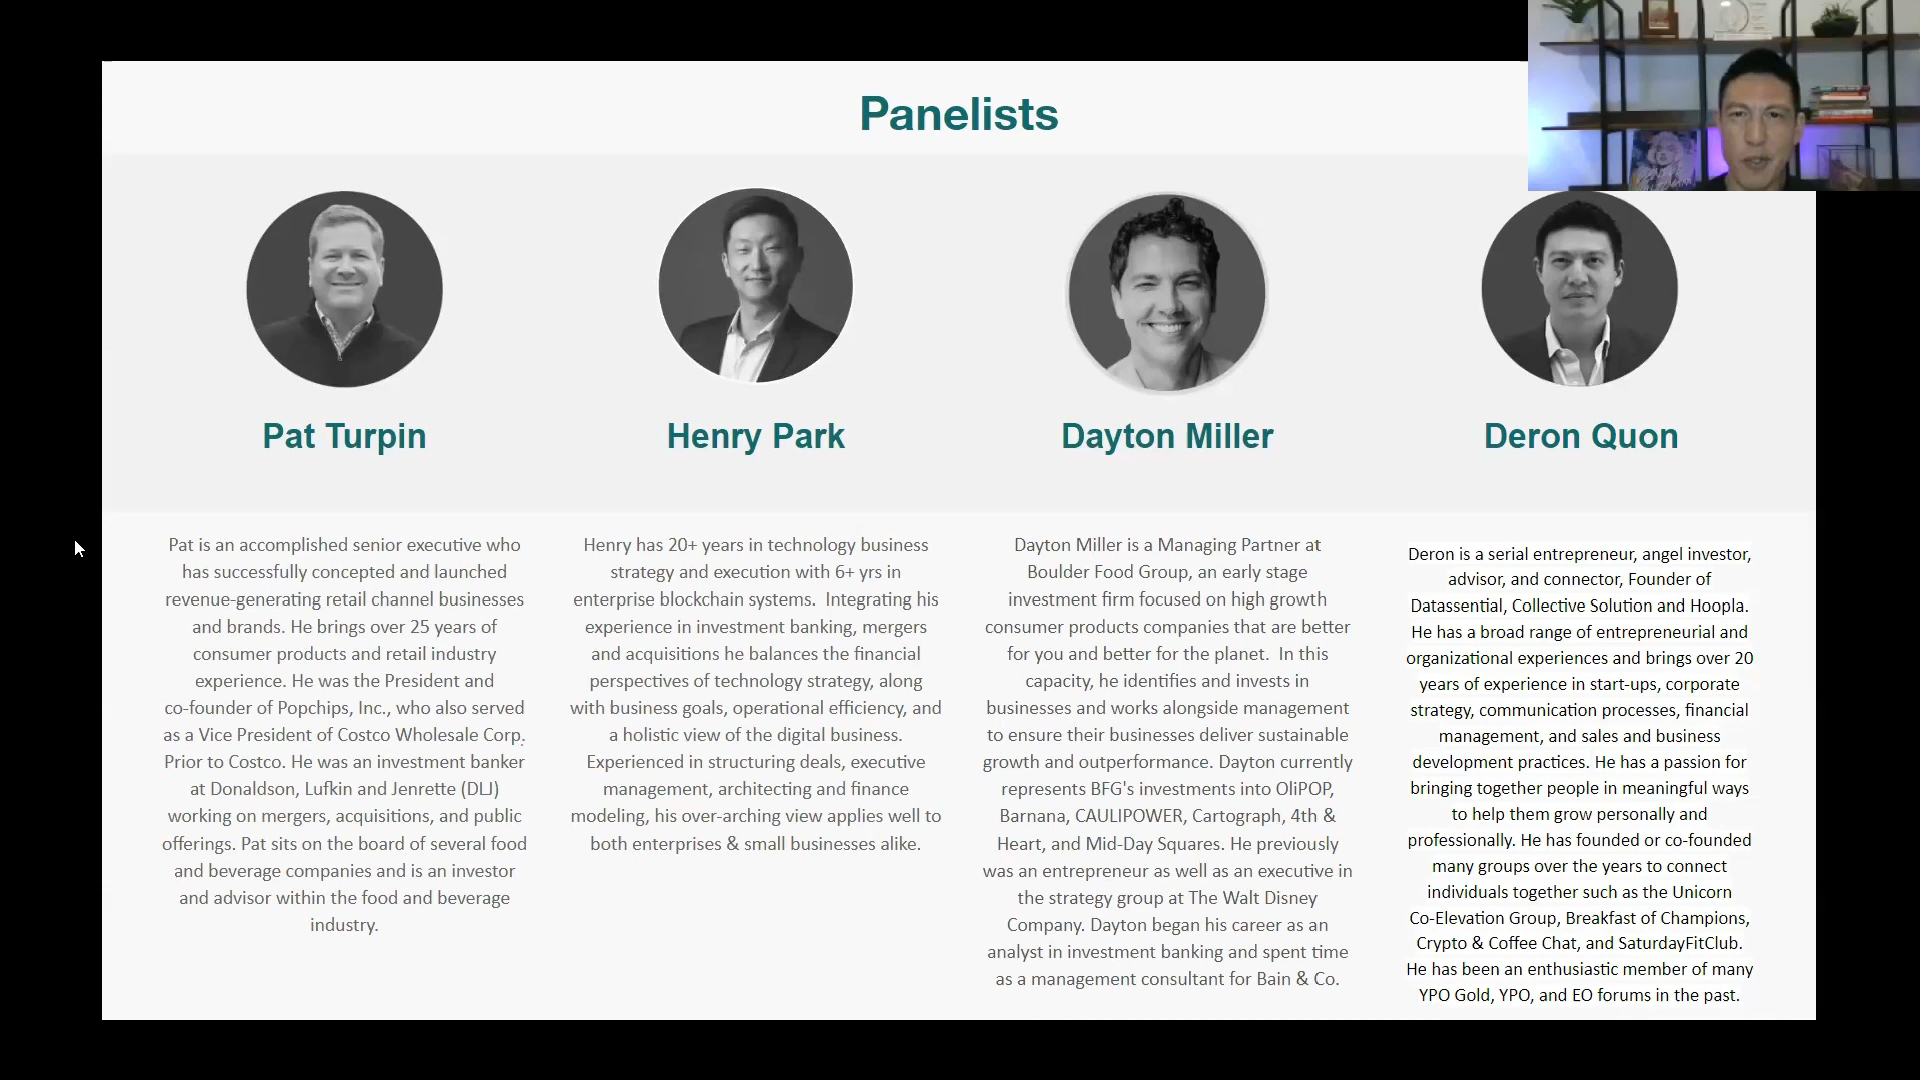 Panelists
Pat Turpin
Henry Park
Dayton Miller
Deron Quon
Pat is an accomplished senior executive who
has successfully concepted and launched
revenue-generating retail channel businesses
and brands. He brings over 25 years of
consumer products and retail industry
experience. He was the President and
co-founder of Popchips, Inc., who also served
as a Vice President of Costco Wholesale Corp.
Prior to Costco. He was an investment banker
at Donaldson, Lufkin and Jenrette (DLJ)
working on mergers, acquisitions, and public
offerings. Pat sits on the board of several food
and beverage companies and is an investor
and advisor within the food and beverage
industry.
Henry has 20+ years in technology business
strategy and execution with 6+ yrs in
enterprise blockchain systems. Integrating his
experience in investment banking, mergers
and acquisitions he balances the financial
perspectives of technology strategy, along
with business goals, operational efficiency, and
a holistic view of the digital business.
Experienced in structuring deals, executive
management, architecting and finance
modeling, his over-arching view applies well to
both enterprises & small businesses alike.
Dayton Miller is a Managing Partner at
Boulder Food Group, an early stage
investment firm focused on high growth
consumer products companies that are better
for you and better for the planet. In this
capacity, he identifies and invests in
businesses and works alongside management
to ensure their businesses deliver sustainable
growth and outperformance. Dayton currently
represents BFG's investments into OliPOP,
Barnana, CAULIPOWER, Cartograph, 4th &
Heart, and Mid-Day Squares. He previously
was an entrepreneur as well as an executive in
the strategy group at The Walt Disney
Company. Dayton began his career as an
analyst in investment banking and spent time
as a management consultant for Bain & Co.
Deron is a serial entrepreneur, angel investor,
advisor, and connector, Founder of
Datassential, Collective Solution and Hoopla.
He has a broad range of entrepreneurial and
organizational experiences and brings over 20
years of experience in start-ups, corporate
strategy, communication processes, financial
management, and sales and business
development practices. He has a passion for
bringing together people in meaningful ways
to help them grow personally and
professionally. He has founded or co-founded
many groups over the years to connect
individuals together such as the Unicorn
Co-Elevation Group, Breakfast of Champions,
Crypto & Coffee Chat, and SaturdayFitClub.
He has been an enthusiastic member of many
YPO Gold, YPO, and EO forums in the past.